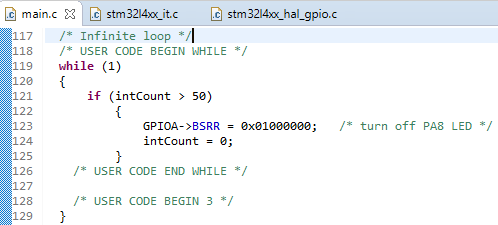 main.c stm32l4xx_it.c stm32l4xx_hal_gpio.c
117 /* Infinite loop */
118 /* USER CODE BEGIN WHILE */
119 while (1)
120 {
121 if (intCount > 50)
122 {
123 GPIOA->BSRR = 0x01000000; /* turn off PA8 LED */
124 intCount = 0;
125 }
126 /* USER CODE END WHILE */
127
128 /* USER CODE BEGIN 3 */
129 }